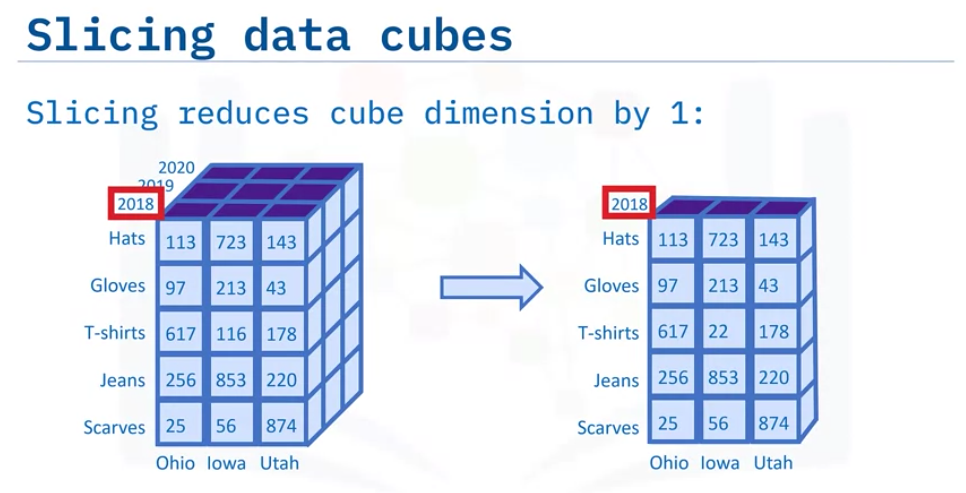 Slicing data cubes
Slicing reduces cube dimension by 1:
2020
2019
2018
Hats 113 723 143
Gloves 97 213 43
T-shirts 617 116 178
Jeans 256 853 220
Scarves 25 56 874
Ohio Iowa Utah
2018
Hats 113 723 143
Gloves 97 213 43
T-shirts 617 22 178
Jeans 256 853 220
Scarves 25 56 874
Ohio Iowa Utah